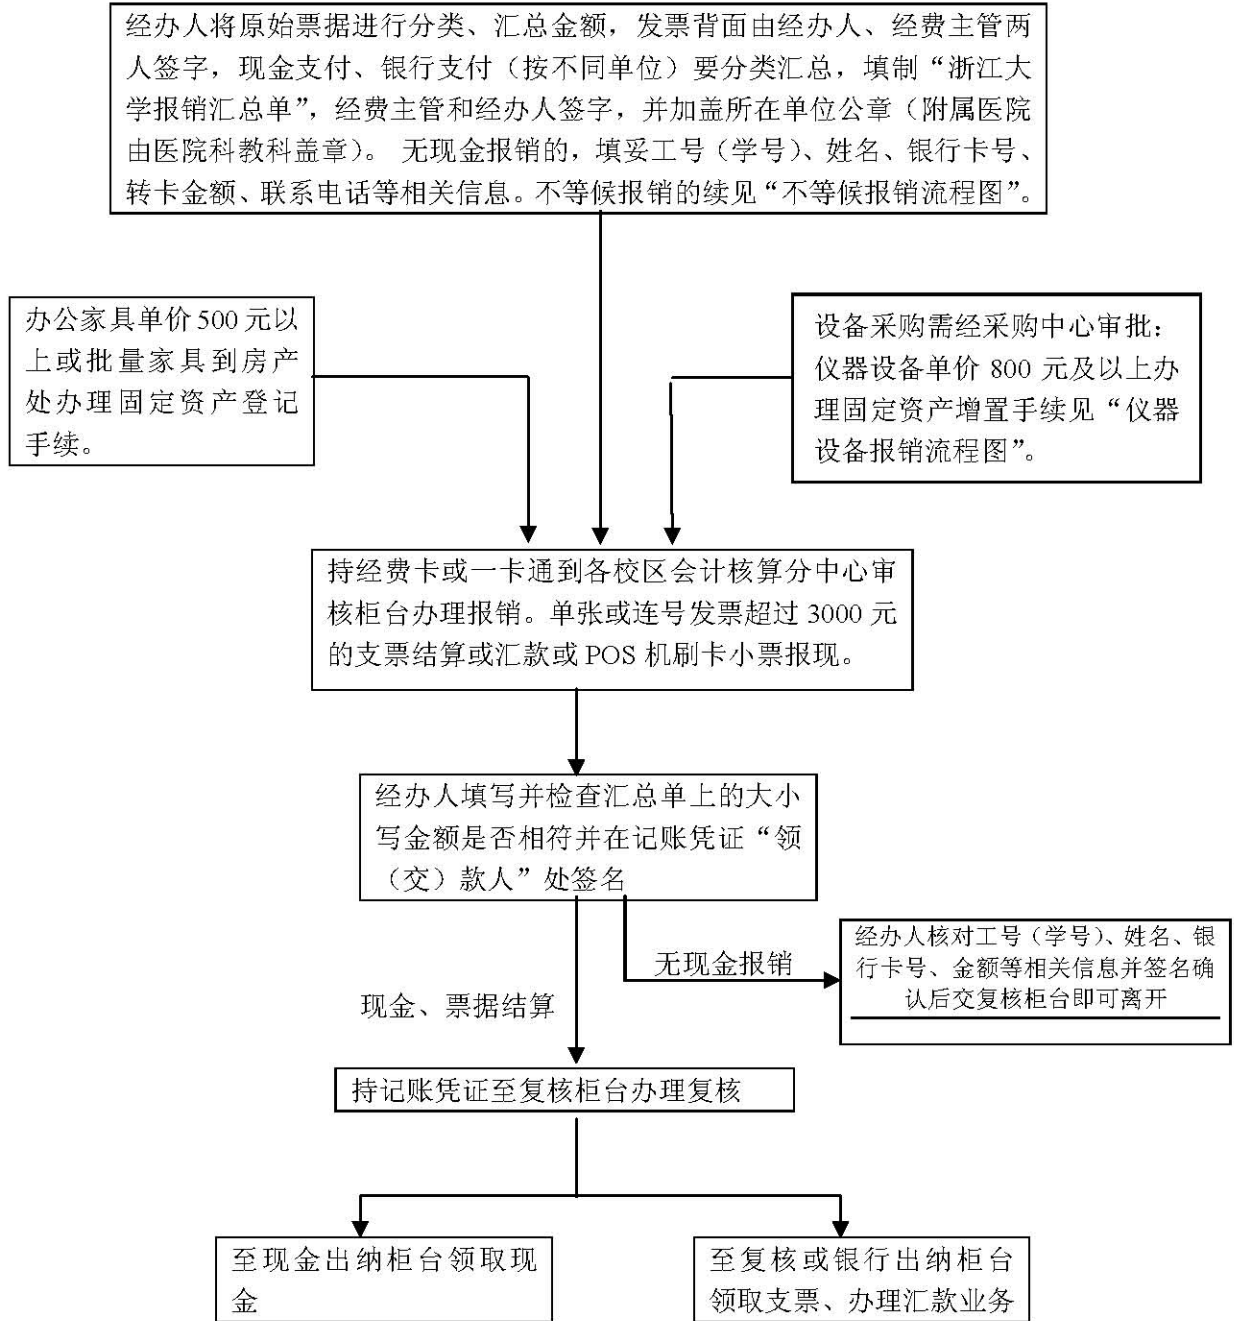 经办人将原始票据进行分类、汇总金额，发票背面由经办人、经费主管两
人签字，现金支付、银行支付（按不同单位）要分类汇总，填制“浙江大
学报销汇总单”，经费主管和经办人签字，并加盖所在单位公章（附属医院
由医院科教科盖章）。 无现金报销的，填妥工号（学号）、姓名、银行卡号、
转卡金额、联系电话等相关信息。不等候报销的续见“不等候报销流程图”。
办公家具单价 500 元以
上或批量家具到房产
处办理固定资产登记
手续。
设备采购需经采购中心审批：
仪器设备单价 800 元及以上办
理固定资产增置手续见“仪器
设备报销流程图”。
持经费卡或一卡通到各校区会计核算分中心审
核柜台办理报销。单张或连号发票超过 3000 元
的支票结算或汇款或 POS 机刷卡小票报现。
经办人填写并检查汇总单上的大小
写金额是否相符并在记账凭证“领
（交）款人”处签名
无现金报销
经办人核对工号（学号）、姓名、银
行卡号、金额等相关信息并签名确
认后交复核柜台即可离开
现金、票据结算
持记账凭证至复核柜台办理复核
至现金出纳柜台领取现
金
至复核或银行出纳柜台
领取支票、办理汇款业务